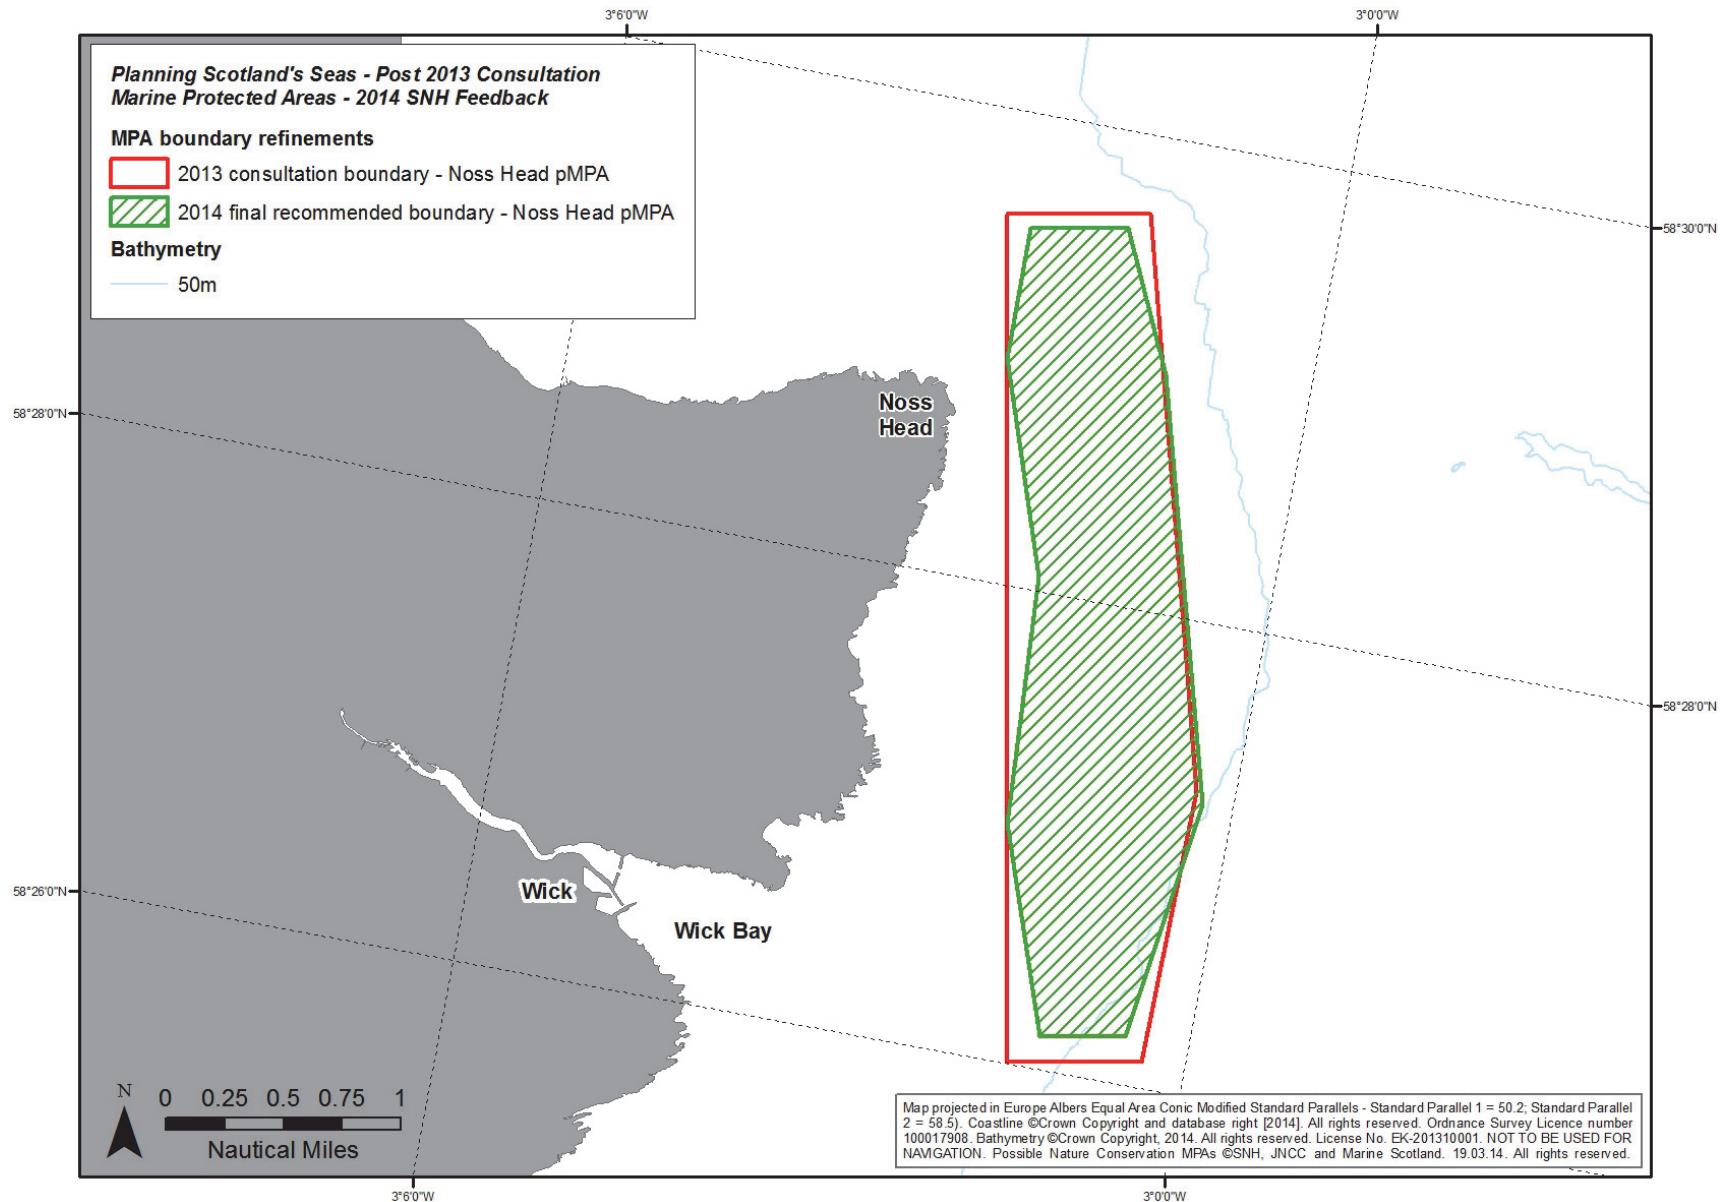 3°6'0"W
3°0'0"W
Planning Scotland's Seas - Post 2013 Consultation
Marine Protected Areas - 2014 SNH Feedback
MPA boundary refinements
2013 consultation boundary - Noss Head pMPA
2014 final recommended boundary - Noss Head pMPA
Bathymetry
50m
58°30'0"N
58°28'0"N
Noss
Head
58°28'0"N
58°26'0"N
Wick
Wick Bay
N
0 0.25 0.5 0.75 1
Nautical Miles
Map projected in Europe Albers Equal Area Conic Modified Standard Parallels - Standard Parallel 1 = 50.2; Standard Parallel
2 = 58.5). Coastline ©Crown Copyright and database right [2014]. All rights reserved. Ordnance Survey Licence number
100017908. Bathymetry ©Crown Copyright, 2014. All rights reserved. License No. EK-201310001. NOT TO BE USED FOR
NAVIGATION. Possible Nature Conservation MPAs ©SNH, JNCC and Marine Scotland. 19.03.14. All rights reserved.
3°6'0"W
3°0'0"W